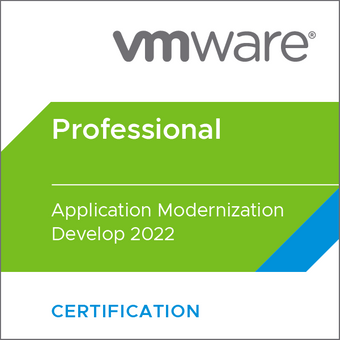 vmware®
Professional
Application Modernization
Develop 2022
CERTIFICATION